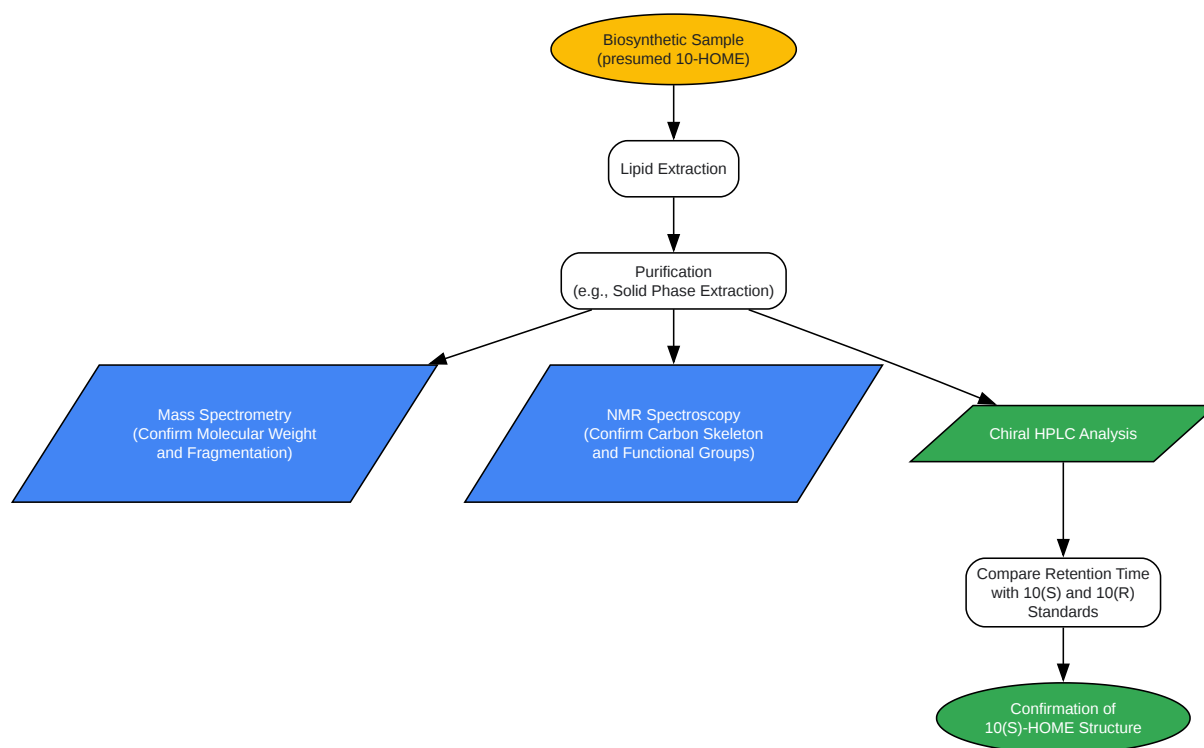 Biosynthetic Sample
(presumed 10-HOME)
Lipid Extraction
Purification
(e.g., Solid Phase Extraction)
Mass Spectrometry
(Confirm Molecular Weight
and Fragmentation)
NMR Spectroscopy
(Confirm Carbon Skeleton
and Functional Groups)
Chiral HPLC Analysis
Compare Retention Time
with 10(S) and 10(R)
Standards
Confirmation of
10(S)-HOME Structure